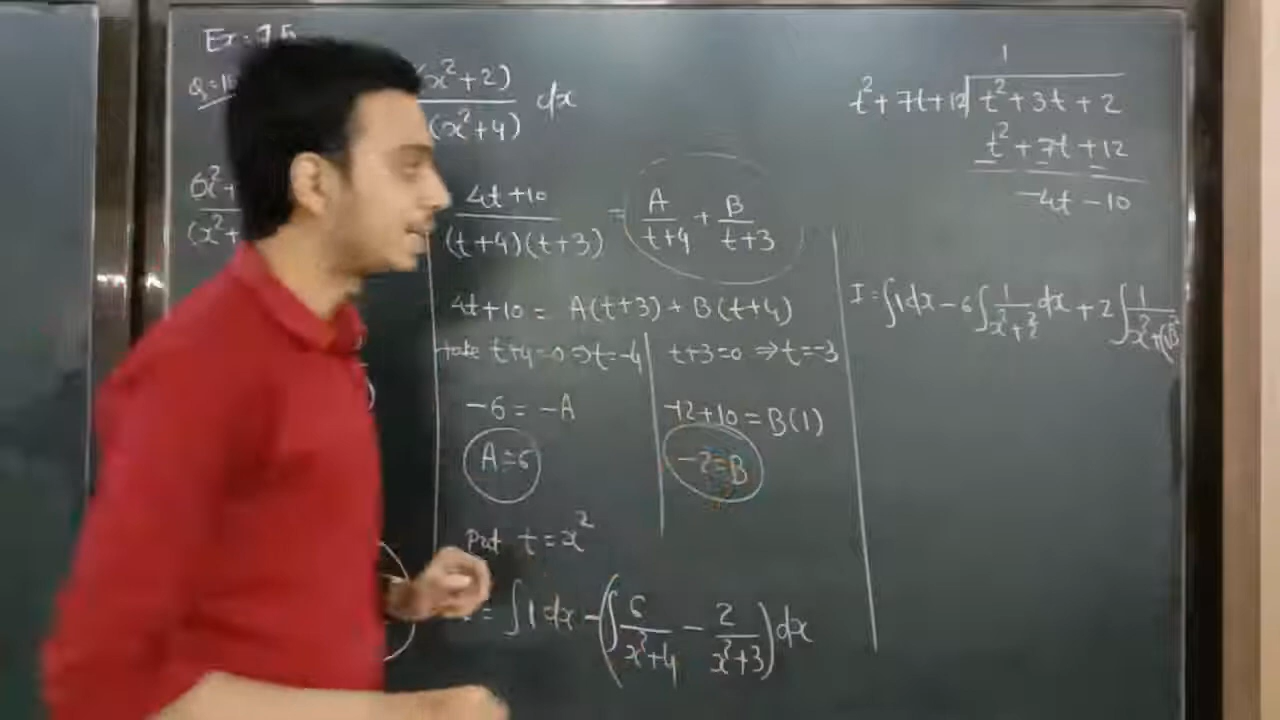 Ex: 7.5
x²+2)
(x²+4) dx
4t+10 / (t+4)(t+3) = A/(t+4) + B/(t+3)
4t+10 = A(t+3) + B(t+4)
take t+4=0 ⇒ t=-4
-6 = -A
A=6
t+3=0 ⇒ t=-3
-12+10 = B(1)
-2=B
Put t = x²
= ∫1 dx - (∫ 6/(x²+4) - 2/(x²+3)) dx
1
t²+7t+12 ) t²+3t+2
t²+7t+12
-4t-10
I = ∫1dx - 6∫ 1/(x²+2²) dx + 2∫ 1/(x²+(√3)²